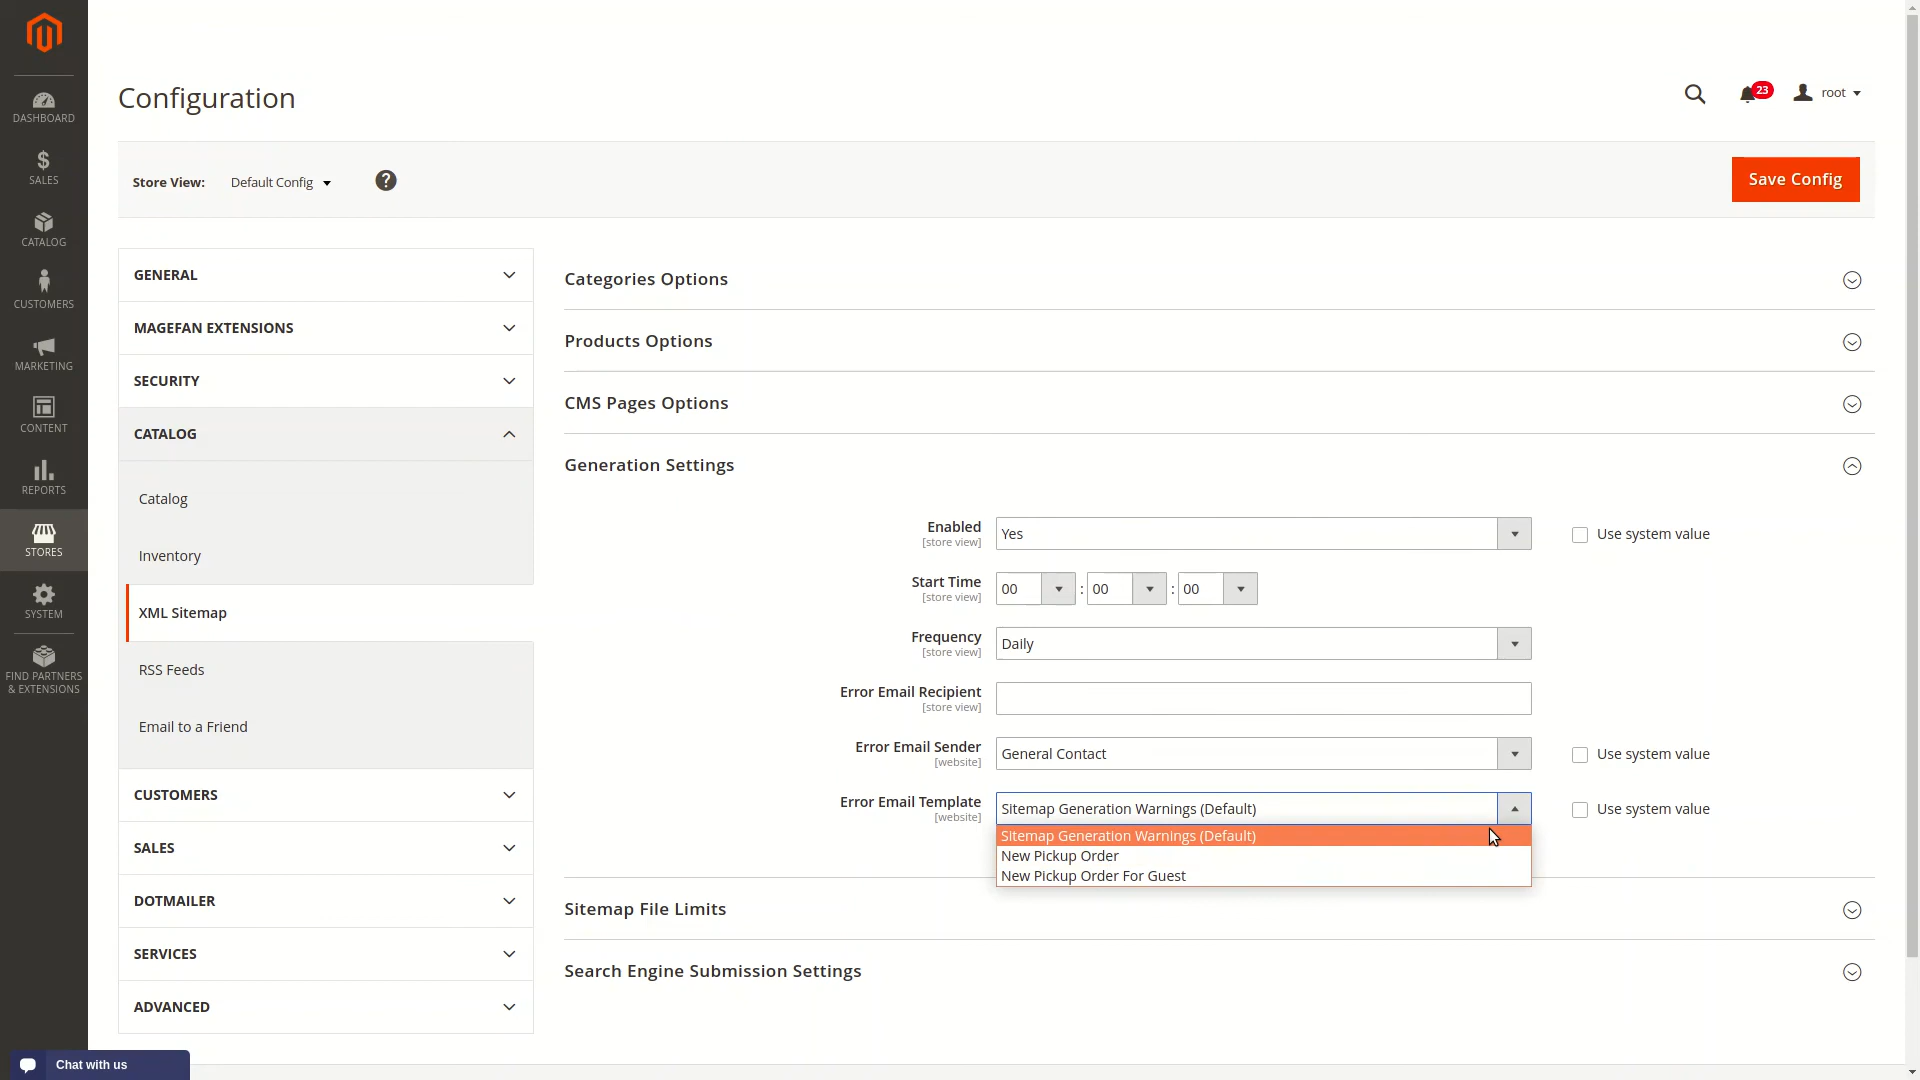 Configuration
23
root
DASHBOARD
SALES
CATALOG
CUSTOMERS
MARKETING
CONTENT
REPORTS
STORES
SYSTEM
FIND PARTNERS
& EXTENSIONS
Store View: Default Config ?
Save Config
GENERAL
MAGEFAN EXTENSIONS
SECURITY
CATALOG
Catalog
Inventory
XML Sitemap
RSS Feeds
Email to a Friend
CUSTOMERS
SALES
DOTMAILER
SERVICES
ADVANCED
Categories Options
Products Options
CMS Pages Options
Generation Settings
Enabled Yes Use system value
[store view]
Start Time 00 : 00 : 00
[store view]
Frequency Daily
[store view]
Error Email Recipient
[store view]
Error Email Sender General Contact Use system value
[website]
Error Email Template Sitemap Generation Warnings (Default) Use system value
[website]
Sitemap Generation Warnings (Default)
New Pickup Order
New Pickup Order For Guest
Sitemap File Limits
Search Engine Submission Settings
Chat with us